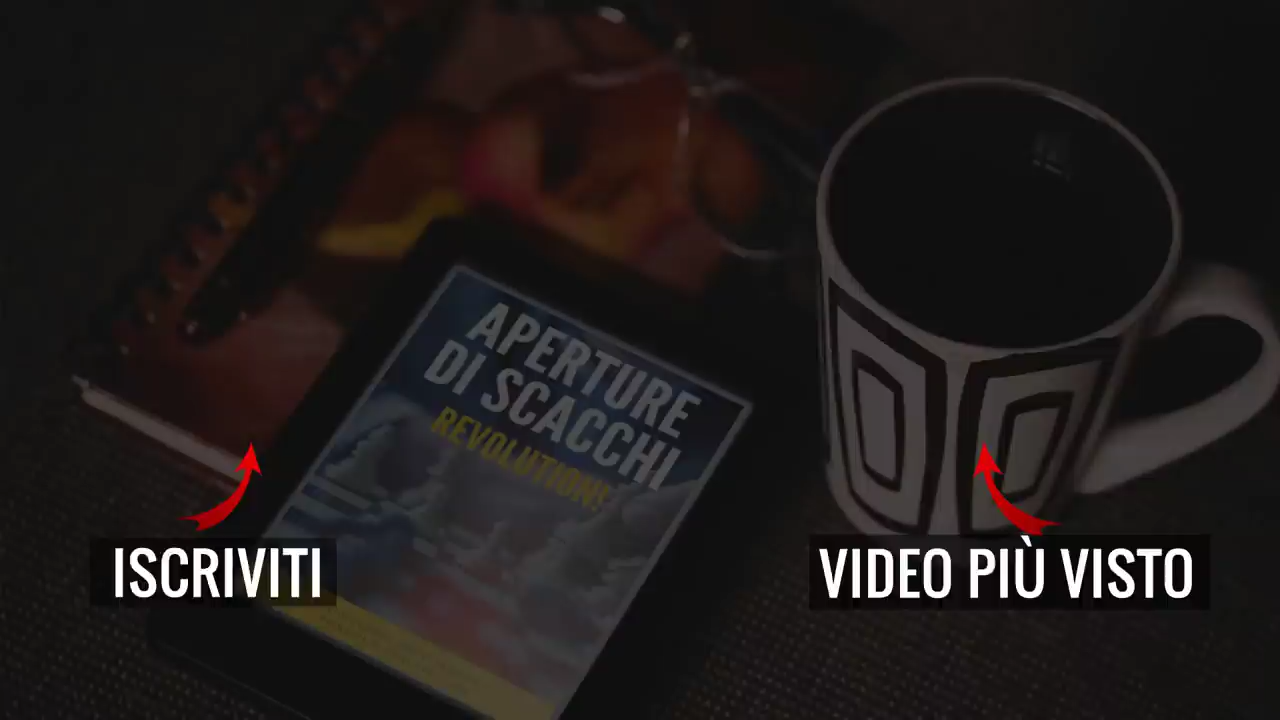 APERTURE
DI SCACCHI
REVOLUTION!
ISCRIVITI
VIDEO PIÙ VISTO